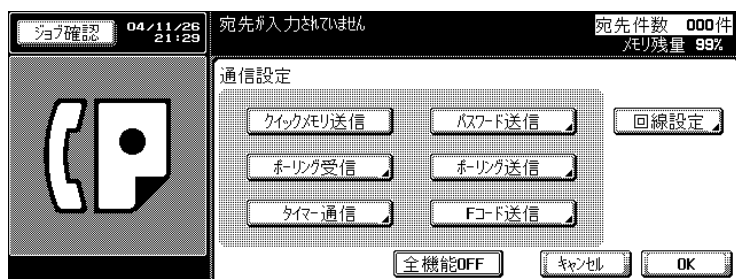 ジョブ確認
04/11/26
21:29
宛先が入力されていません
宛先件数 000件
メモリ残量 99%
通信設定
クイックメモリ送信
パスワード送信
回線設定
ポーリング受信
ポーリング送信
タイマー通信
Fコード送信
全機能OFF
キャンセル
OK